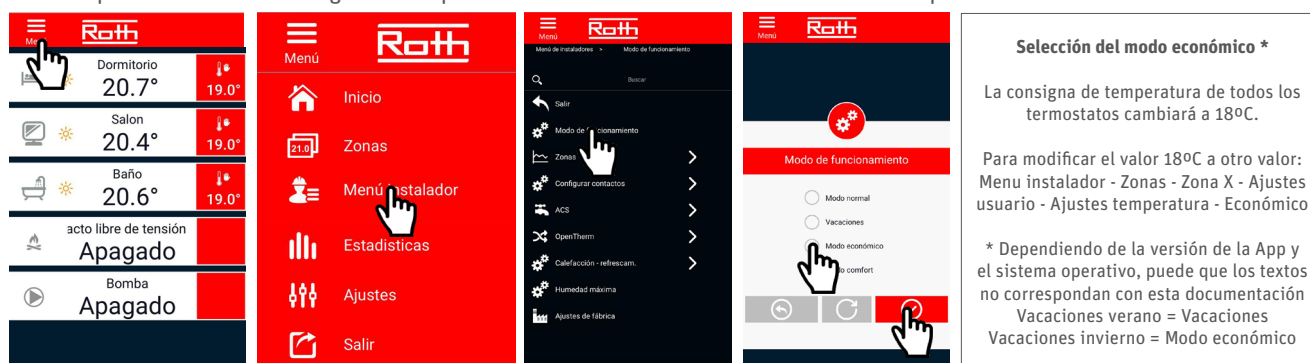 Menú
Roth
Dormitorio
20.7°
19.0°
Salon
20.4°
19.0°
Baño
20.6°
19.0°
acto libre de tensión
Apagado
Bomba
Apagado
Menú
Roth
Inicio
21.0
Zonas
Menú instalador
Estadisticas
Ajustes
Salir
Menú
Roth
Menú de instaladores > Modo de funcionamiento
Buscar
Salir
Modo de funcionamiento
Zonas
Configurar contactos
ACS
OpenTherm
Calefacción - refrescam.
Humedad máxima
Ajustes de fábrica
Menú
Roth
Modo de funcionamiento
Modo normal
Vacaciones
Modo económico
comfort
Selección del modo económico *
La consigna de temperatura de todos los
termostatos cambiará a 18ºC.
Para modificar el valor 18ºC a otro valor:
Menu instalador - Zonas - Zona X - Ajustes
usuario - Ajustes temperatura - Económico
* Dependiendo de la versión de la App y
el sistema operativo, puede que los textos
no correspondan con esta documentación
Vacaciones verano = Vacaciones
Vacaciones invierno = Modo económico